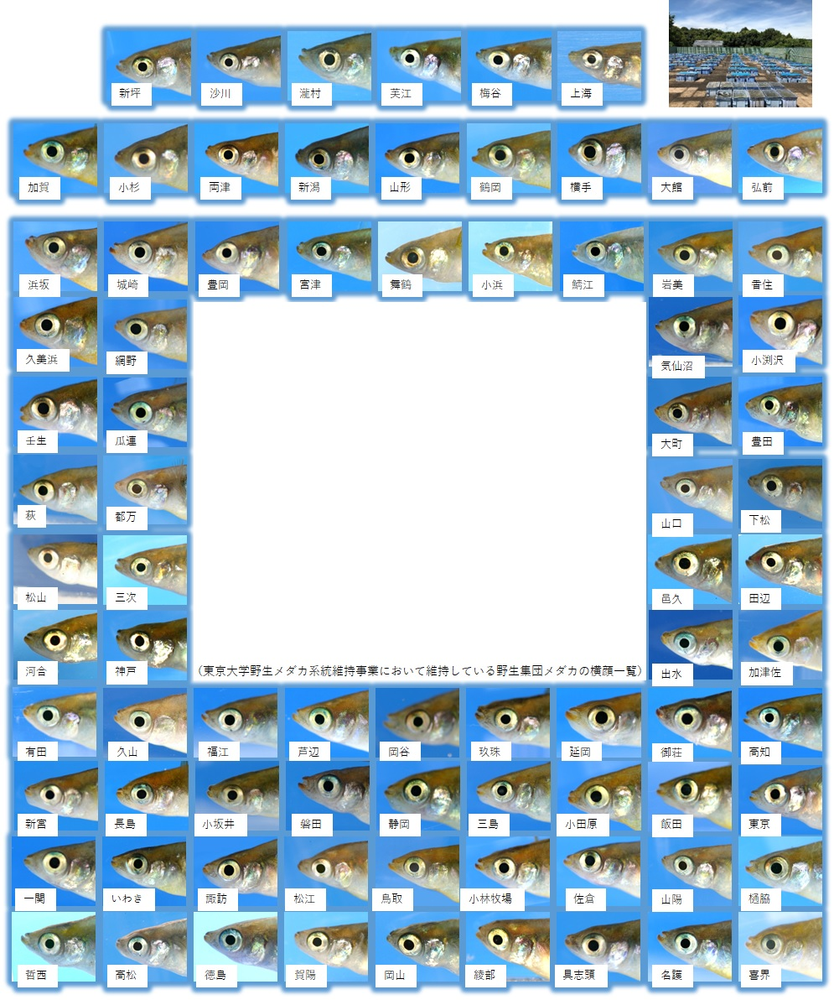 新坪 沙川 瀧村 芙江 梅谷 上海
加賀 小杉 両津 新潟 山形 鶴岡 横手 大館 弘前
浜坂 城崎 豊岡 宮津 舞鶴 小浜 鯖江 岩美 香住
久美浜 網野 気仙沼 小渕沢
壬生 瓜連 大町 豊田
萩 都万 山口 下松
松山 三次 邑久 田辺
河合 神戸 出水 加津佐
(東京大学野生メダカ系統維持事業において維持している野生集団メダカの横顔一覧)
有田 久山 福江 芦辺 岡谷 玖珠 延岡 御荘 高知
新宮 長島 小坂井 磐田 静岡 三島 小田原 飯田 東京
一関 いわき 諏訪 松江 鳥取 小林牧場 佐倉 山陽 樋脇
哲西 高松 徳島 賀陽 岡山 綾部 具志頭 名護 喜界